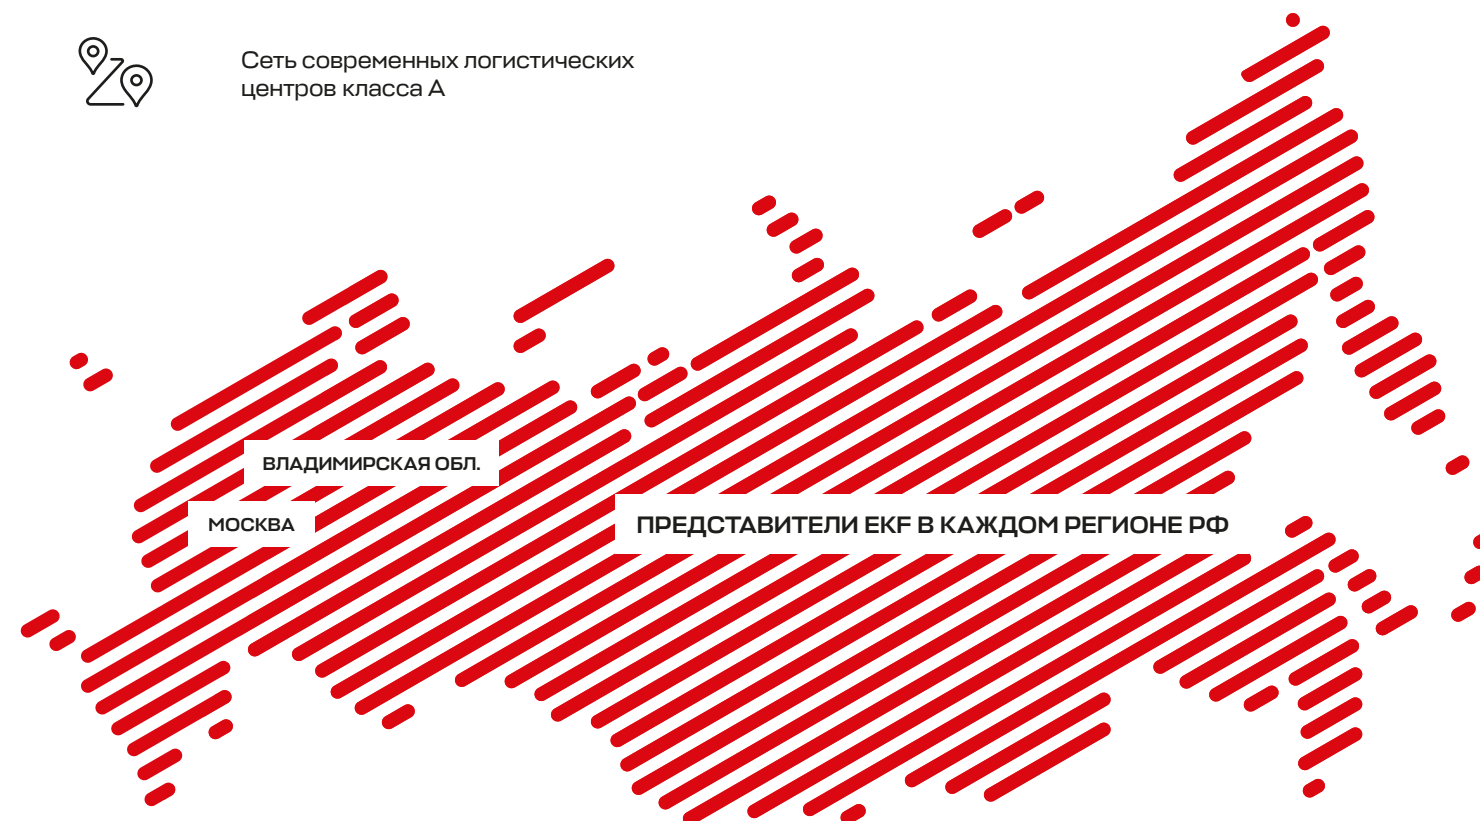 Сеть современных логистических
центров класса А
ВЛАДИМИРСКАЯ ОБЛ.
МОСКВА
ПРЕДСТАВИТЕЛИ EKF В КАЖДОМ РЕГИОНЕ РФ